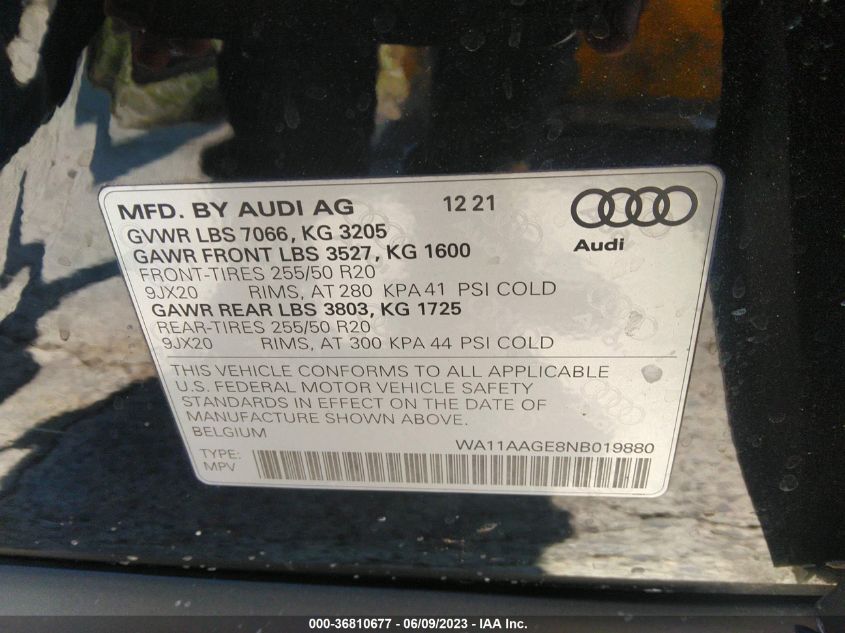 MFD. BY AUDI AG 12 21
Audi
GVWR LBS 7066, KG 3205
GAWR FRONT LBS 3527, KG 1600
FRONT-TIRES 255/50 R20
9JX20 RIMS, AT 280 KPA 41 PSI COLD
GAWR REAR LBS 3803, KG 1725
REAR-TIRES 255/50 R20
9JX20 RIMS, AT 300 KPA 44 PSI COLD
THIS VEHICLE CONFORMS TO ALL APPLICABLE
U.S. FEDERAL MOTOR VEHICLE SAFETY
STANDARDS IN EFFECT ON THE DATE OF
MANUFACTURE SHOWN ABOVE.
BELGIUM
WA11AAGE8NB019880
TYPE:
MPV
000-36810677 - 06/09/2023 - IAA Inc.